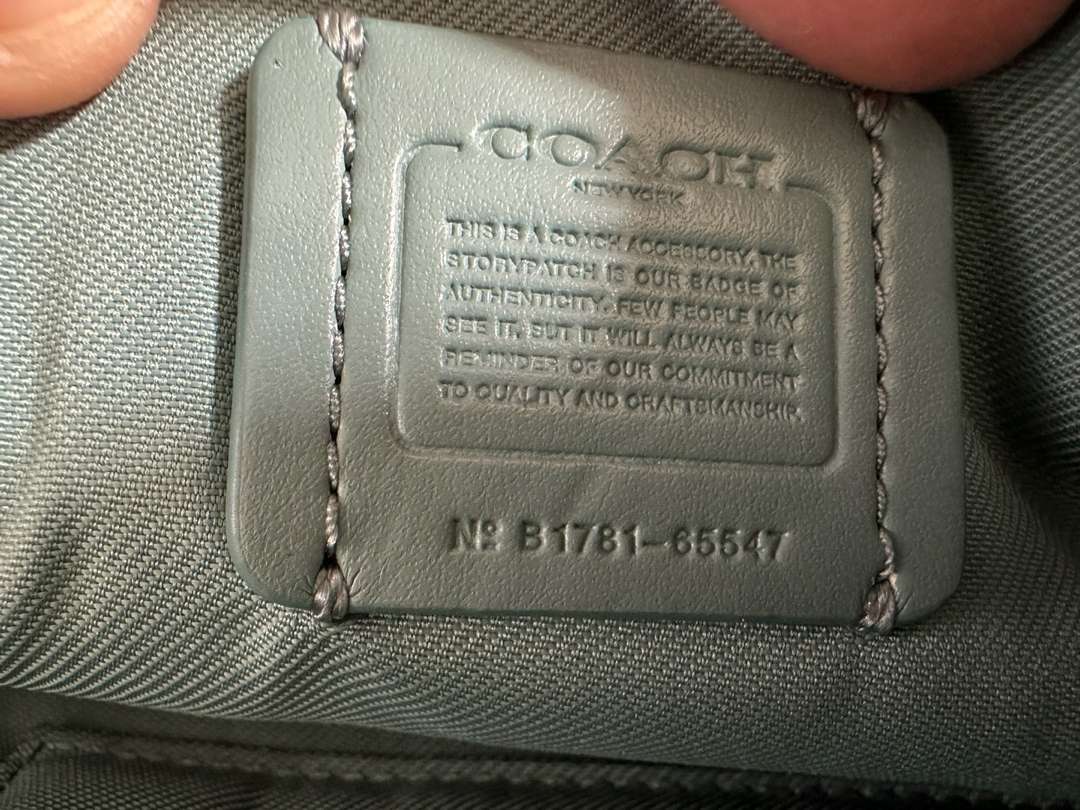 COACH
NEW YORK
THIS IS A COACH ACCESSORY. THE
STORYPATCH IS OUR BADGE OF
AUTHENTICITY. FEW PEOPLE MAY
SEE IT, BUT IT WILL ALWAYS BE A
REMINDER OF OUR COMMITMENT
TO QUALITY AND CRAFTSMANSHIP.
Nº B1781-65547